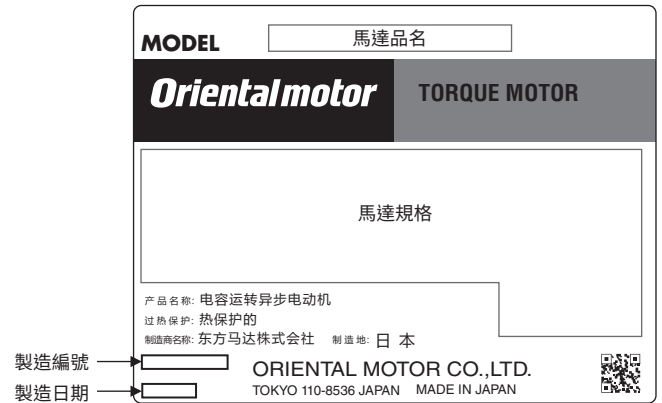 MODEL 馬達品名
Orientalmotor TORQUE MOTOR
馬達規格
产品名称: 电容运转异步电动机
过热保护: 热保护的
制造商名称: 东方马达株式会社 制造地: 日 本
製造編號
ORIENTAL MOTOR CO.,LTD.
製造日期
TOKYO 110-8536 JAPAN MADE IN JAPAN